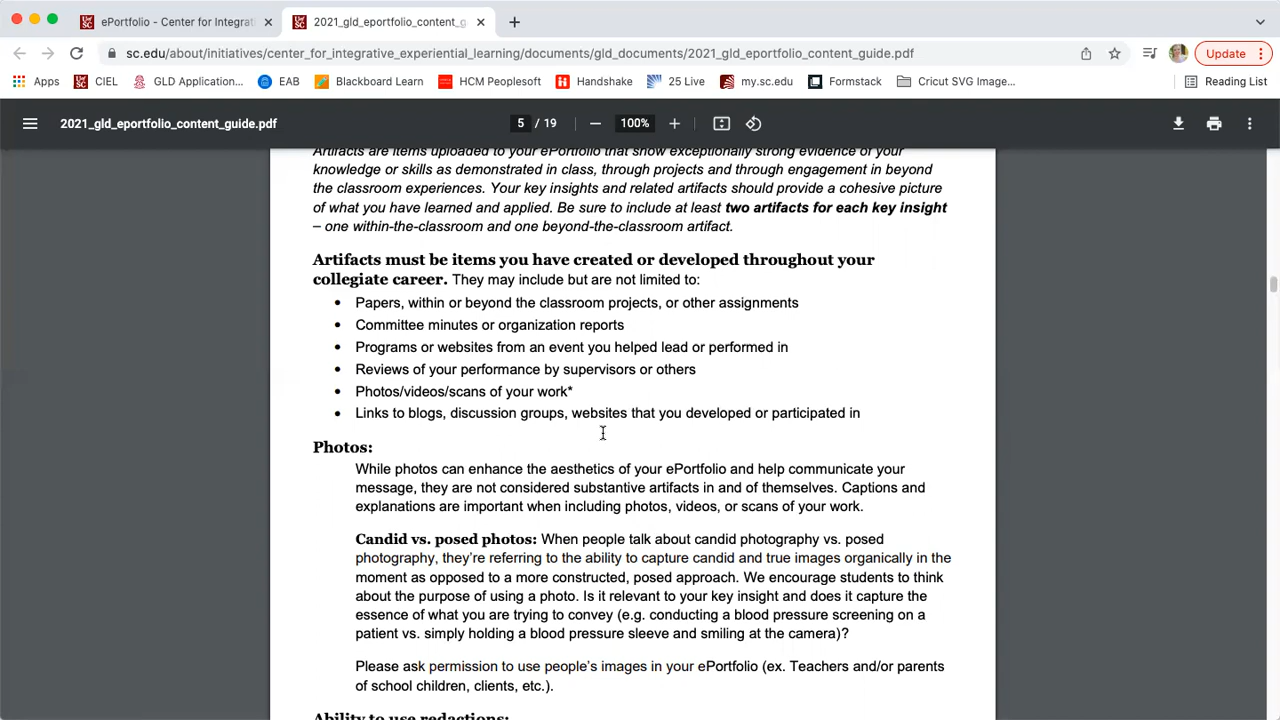 ePortfolio - Center for Integrati
2021_gld_eportfolio_content_g
sc.edu/about/initiatives/center_for_integrative_experiential_learning/documents/gld_documents/2021_gld_eportfolio_content_guide.pdf
Update
Apps
CIEL
GLD Application...
EAB
Blackboard Learn
HCM Peoplesoft
Handshake
25 Live
my.sc.edu
Formstack
Cricut SVG Image...
Reading List
2021_gld_eportfolio_content_guide.pdf
5 / 19
100%
Artifacts are items uploaded to your ePortfolio that show exceptionally strong evidence of your
knowledge or skills as demonstrated in class, through projects and through engagement in beyond
the classroom experiences. Your key insights and related artifacts should provide a cohesive picture
of what you have learned and applied. Be sure to include at least two artifacts for each key insight
– one within-the-classroom and one beyond-the-classroom artifact.
Artifacts must be items you have created or developed throughout your
collegiate career. They may include but are not limited to:
• Papers, within or beyond the classroom projects, or other assignments
• Committee minutes or organization reports
• Programs or websites from an event you helped lead or performed in
• Reviews of your performance by supervisors or others
• Photos/videos/scans of your work*
• Links to blogs, discussion groups, websites that you developed or participated in
Photos:
While photos can enhance the aesthetics of your ePortfolio and help communicate your
message, they are not considered substantive artifacts in and of themselves. Captions and
explanations are important when including photos, videos, or scans of your work.
Candid vs. posed photos: When people talk about candid photography vs. posed
photography, they’re referring to the ability to capture candid and true images organically in the
moment as opposed to a more constructed, posed approach. We encourage students to think
about the purpose of using a photo. Is it relevant to your key insight and does it capture the
essence of what you are trying to convey (e.g. conducting a blood pressure screening on a
patient vs. simply holding a blood pressure sleeve and smiling at the camera)?
Please ask permission to use people’s images in your ePortfolio (ex. Teachers and/or parents
of school children, clients, etc.).
Ability to use redactions: